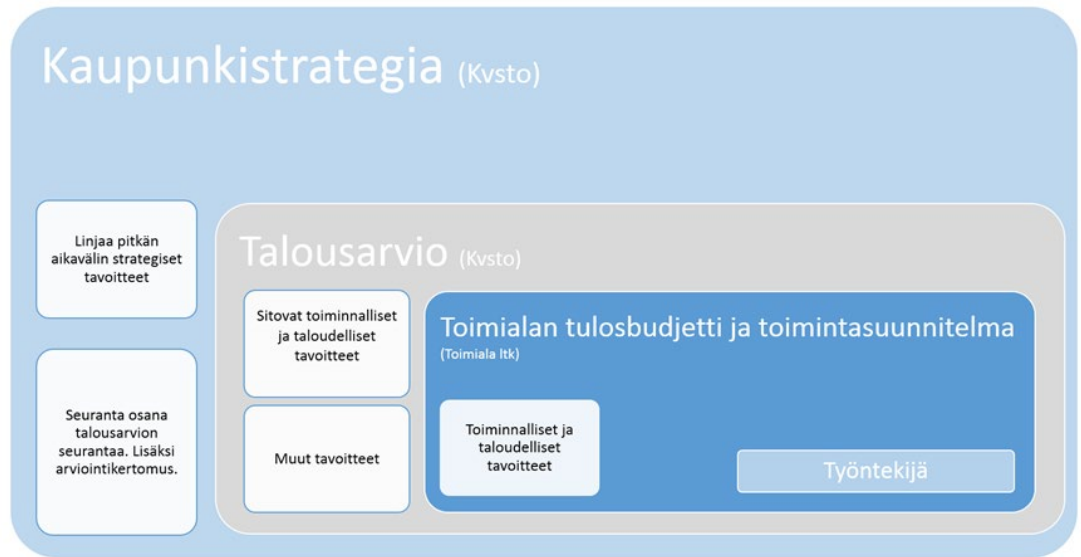 Kaupunkistrategia (Kvsto)
Linjaa pitkän
aikavälin strategiset
tavoitteet
Seuranta osana
talousarvion
seurantaa. Lisäksi
arviointikertomus.
Talousarvio (Kvsto)
Sitovat toiminnalliset
ja taloudelliset
tavoitteet
Muut tavoitteet
Toimialan tulosbudjetti ja toimintasuunnitelma
(Toimiala ltk)
Toiminnalliset ja
taloudelliset
tavoitteet
Työntekijä